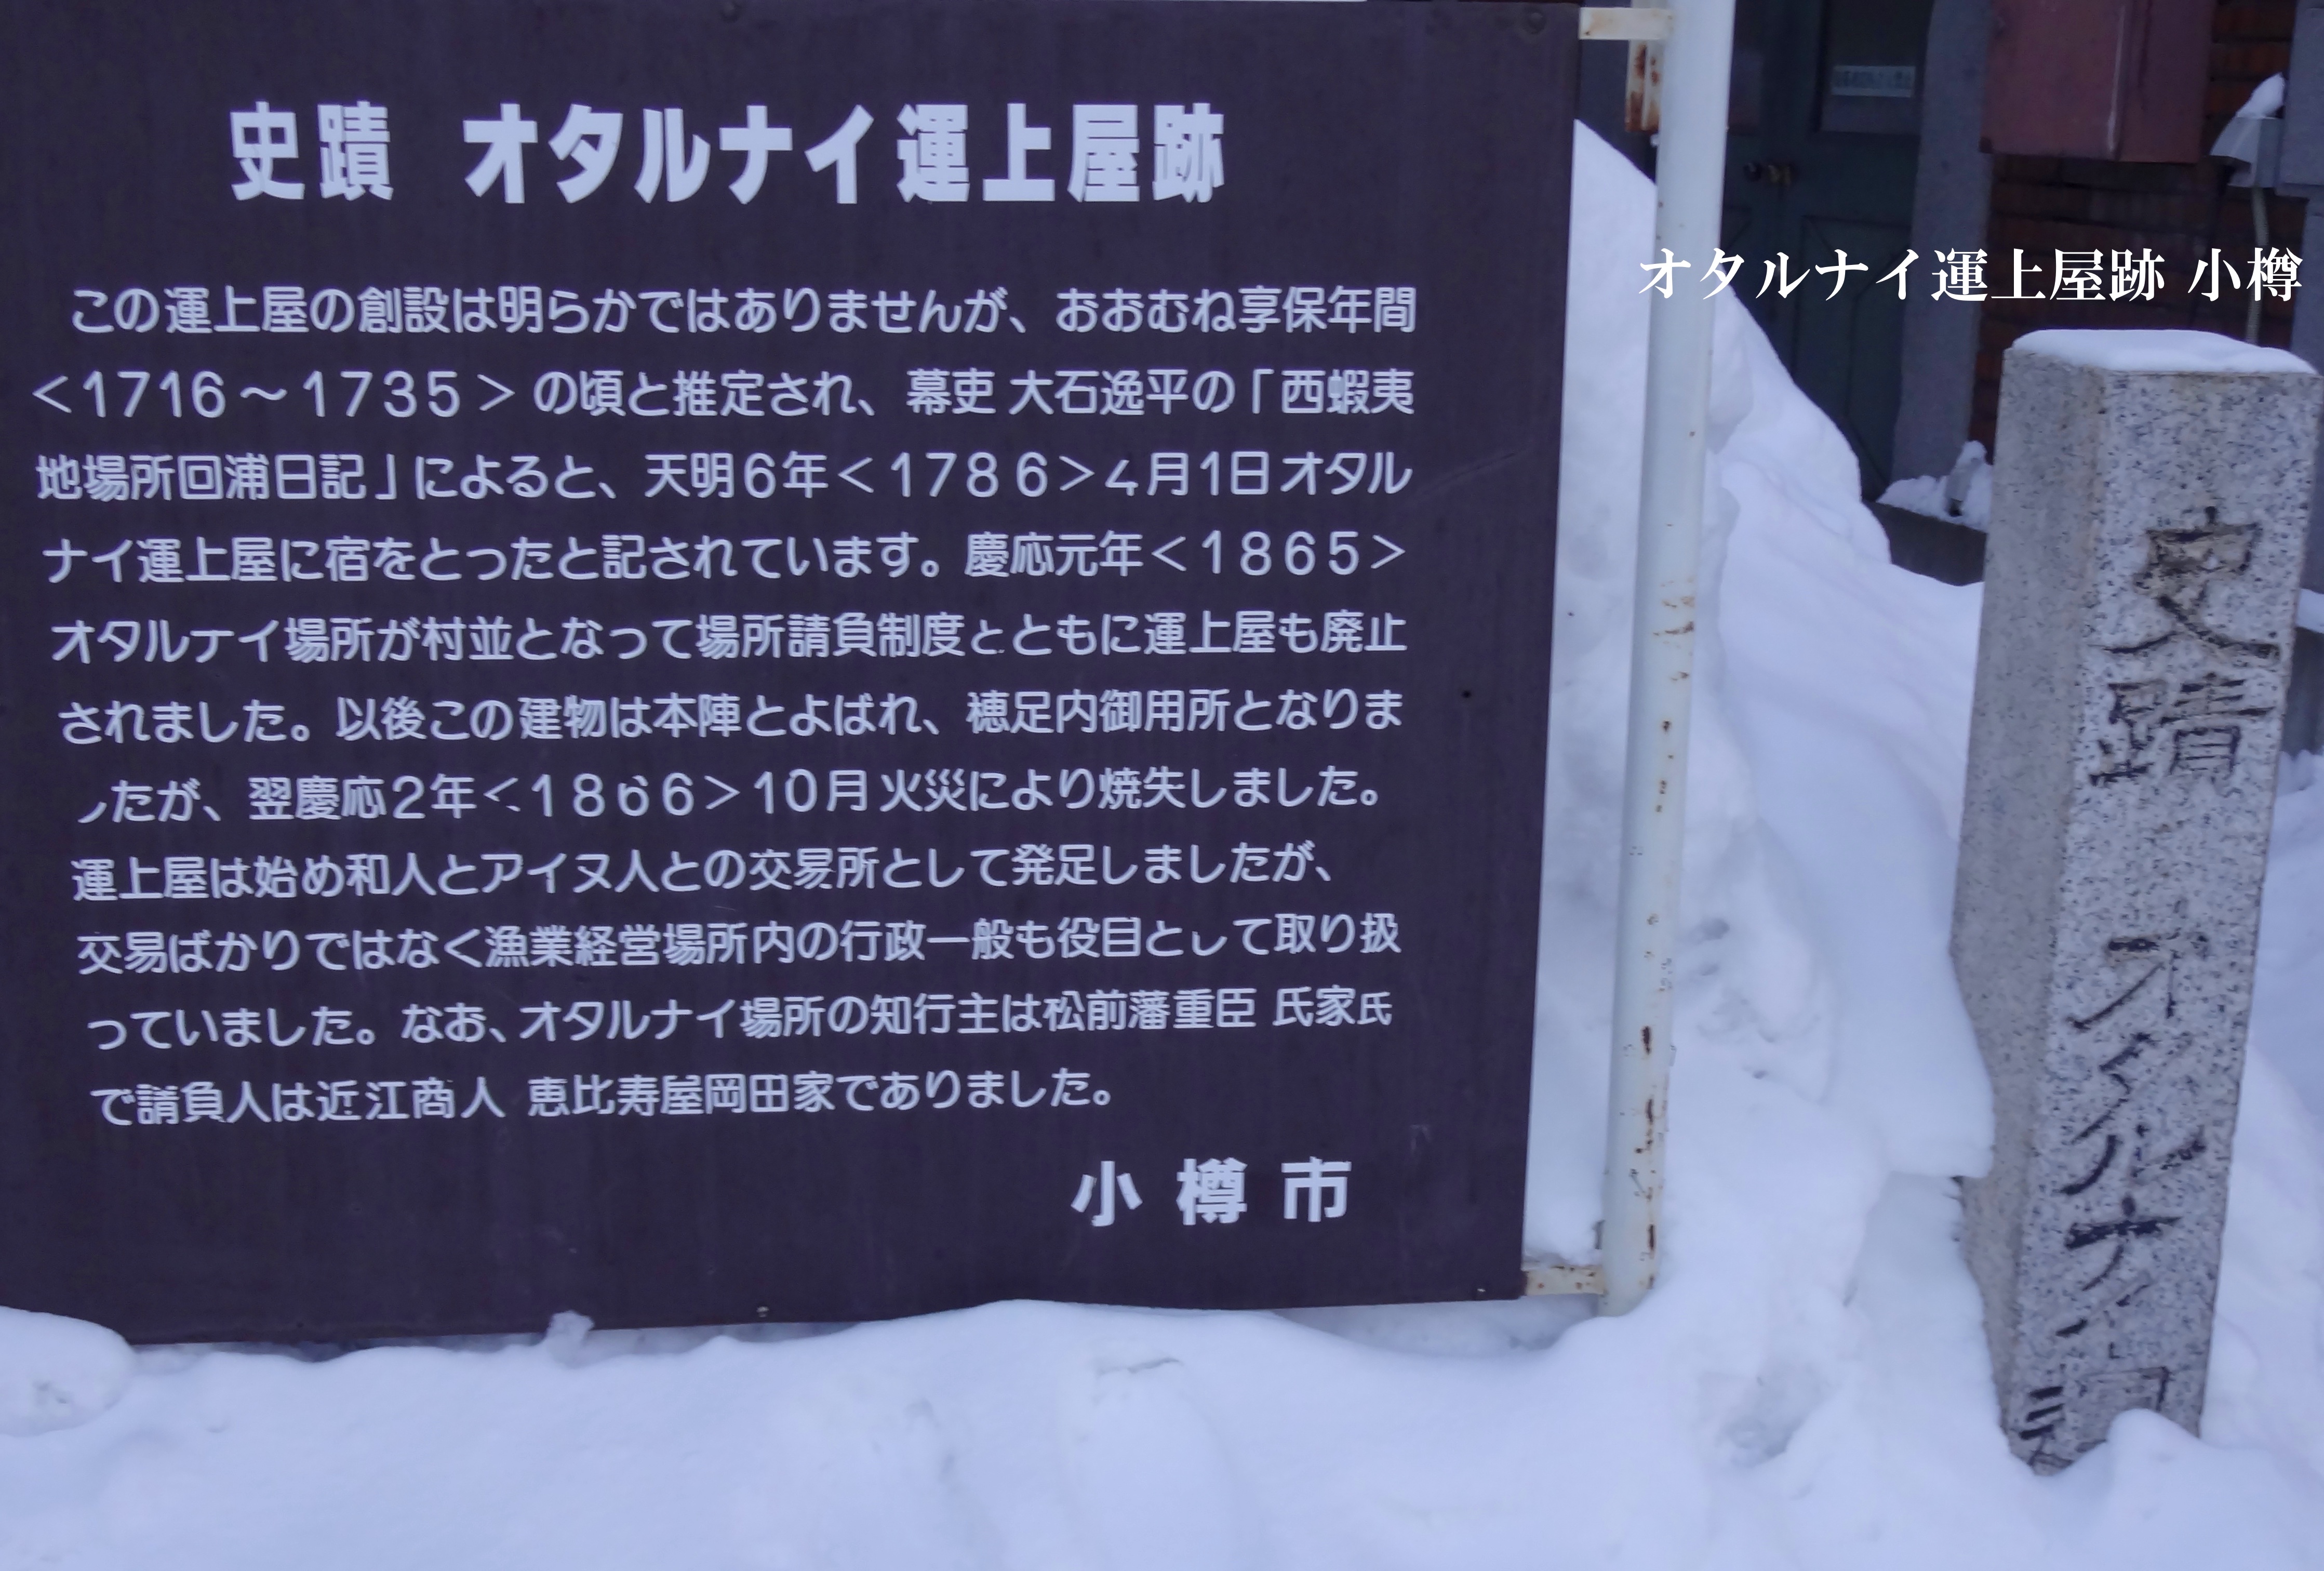 史蹟 オタルナイ運上屋跡
この運上屋の創設は明らかではありませんが、おおむね享保年間
＜1716～1735＞の頃と推定され、幕吏 大石逸平の「西蝦夷
地場所回浦日記」によると、天明6年＜1786＞4月1日オタル
ナイ運上屋に宿をとったと記されています。慶応元年＜1865＞
オタルナイ場所が村並となって場所請負制度とともに運上屋も廃止
されました。以後この建物は本陣とよばれ、穂足内御用所となりま
したが、翌慶応2年＜1866＞10月火災により焼失しました。
運上屋は始め和人とアイヌ人との交易所として発足しましたが、
交易ばかりではなく漁業経営場所内の行政一般も役目として取り扱
っていました。なお、オタルナイ場所の知行主は松前藩重臣 氏家氏
で請負人は近江商人 恵比寿屋岡田家でありました。
小樽市
オタルナイ運上屋跡 小樽
史蹟 オタルナイ